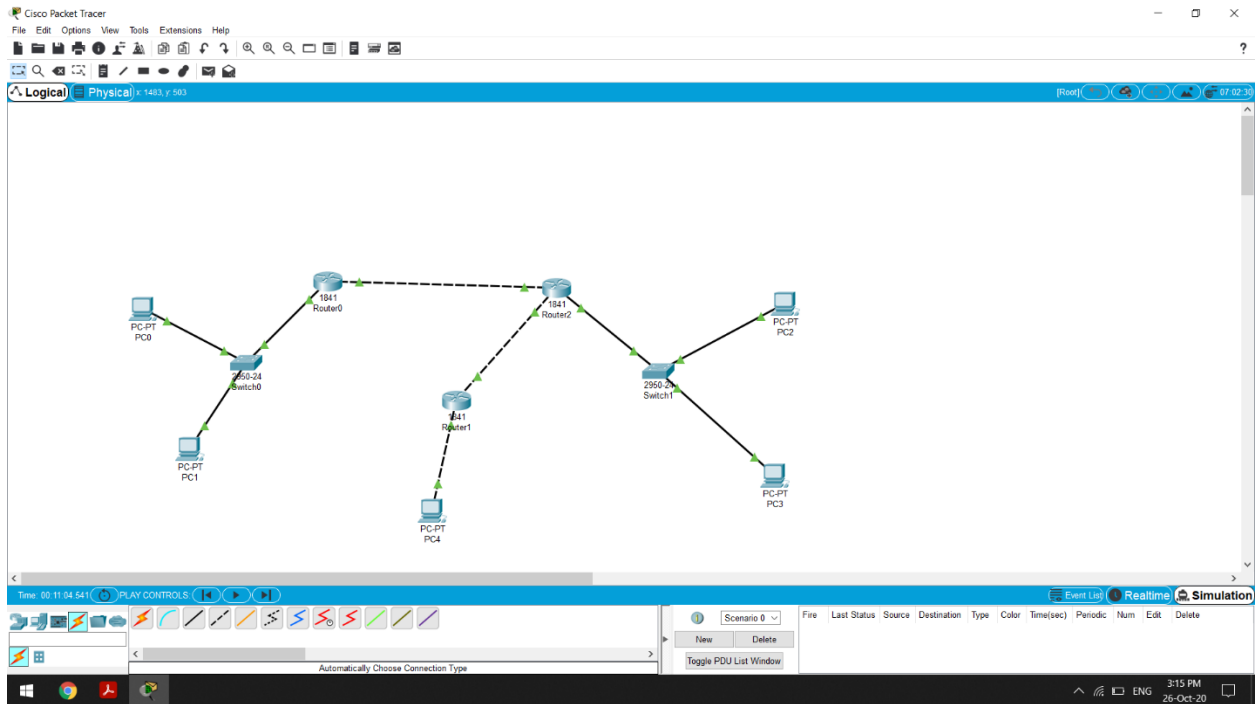 Cisco Packet Tracer
File Edit Options View Tools Extensions Help
?
Logical Physical x: 1483, y: 503 [Root] 07:02:30
1841
Router0
1841
Router2
PC-PT
PC0
PC-PT
PC2
2950-24
Switch0
2950-24
Switch1
1841
Router1
PC-PT
PC1
PC-PT
PC3
PC-PT
PC4
Time: 00:11:04.541 PLAY CONTROLS: Event List Realtime Simulation
Scenario 0 Fire Last Status Source Destination Type Color Time(sec) Periodic Num Edit Delete
New Delete
Toggle PDU List Window
Automatically Choose Connection Type
ENG 3:15 PM
26-Oct-20